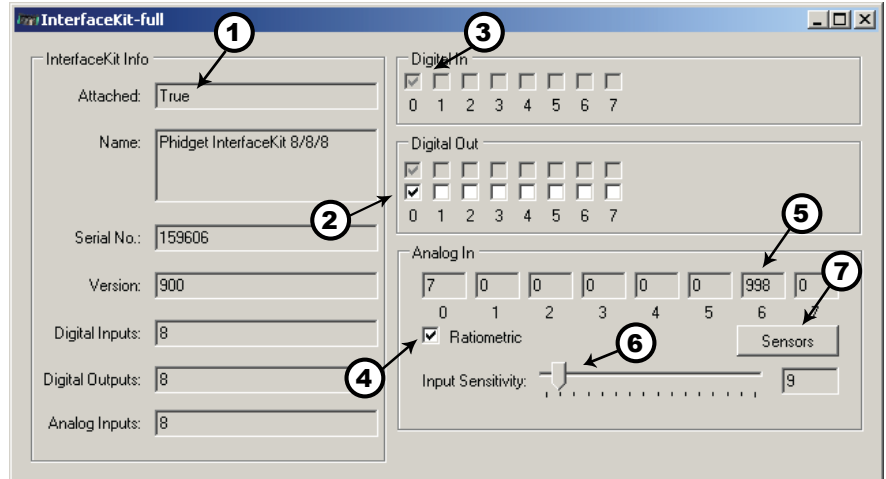 InterfaceKit-full
1
3
InterfaceKit Info
Attached: True
Name: Phidget InterfaceKit 8/8/8
Serial No.: 159606
Version: 900
Digital Inputs: 8
Digital Outputs: 8
Analog Inputs: 8
Digital In
0 1 2 3 4 5 6 7
Digital Out
2
0 1 2 3 4 5 6 7
5
Analog In
7
7 0 0 0 0 0 998 0
0 1 2 3 4 5 6 7
4
Ratiometric
6
Sensors
Input Sensitivity: 9